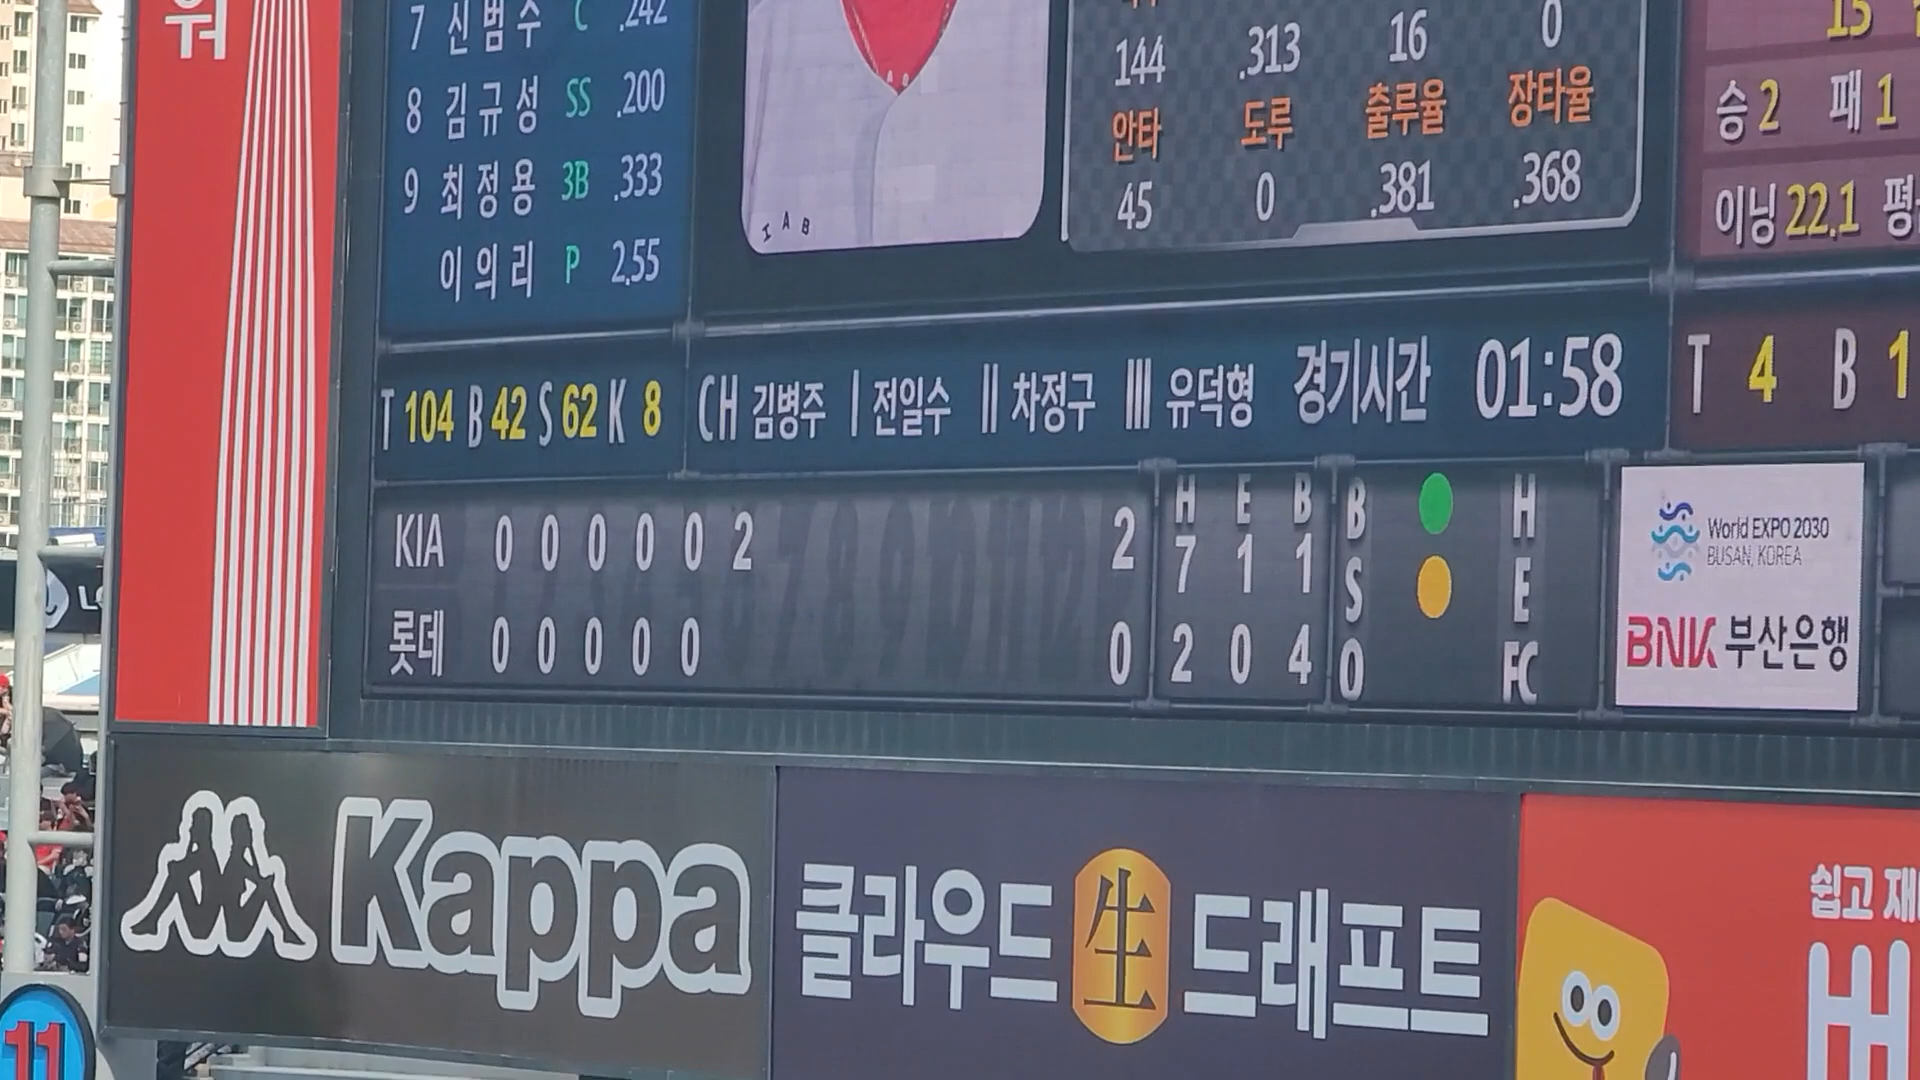 워
7 신범수 C .242
8 김규성 SS .200
9 최정용 3B .333
이의리 P 2.55
144 .313 16 0
안타 도루 출루율 장타율
45 0 .381 .368
I A B
15
승 2 패 1
이닝 22.1
T 104 B 42 S 62 K 8
CH 김병주 I 전일수 II 차정구 III 유덕형 경기시간 01:58
T 4 B 1
H E B
KIA 0 0 0 0 0 2 2 7 1 1
롯데 0 0 0 0 0 0 2 0 4
B H
S E
O FC
World EXPO 2030
BUSAN, KOREA
BNK 부산은행
Kappa
클라우드 生 드래프트
쉽고
11